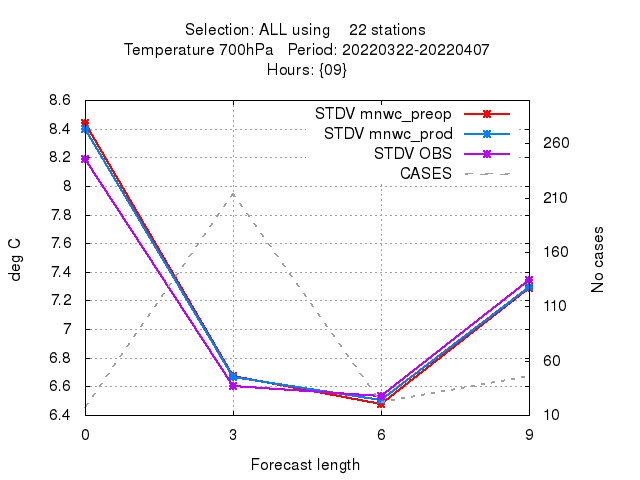 Selection: ALL using 22 stations
Temperature 700hPa Period: 20220322-20220407
Hours: {09}
STDV mnwc_preop
STDV mnwc_prod
STDV OBS
CASES
8.6
8.4
8.2
8
7.8
7.6
7.4
7.2
7
6.8
6.6
6.4
deg C
260
210
160
110
60
10
No cases
0 3 6 9
Forecast length